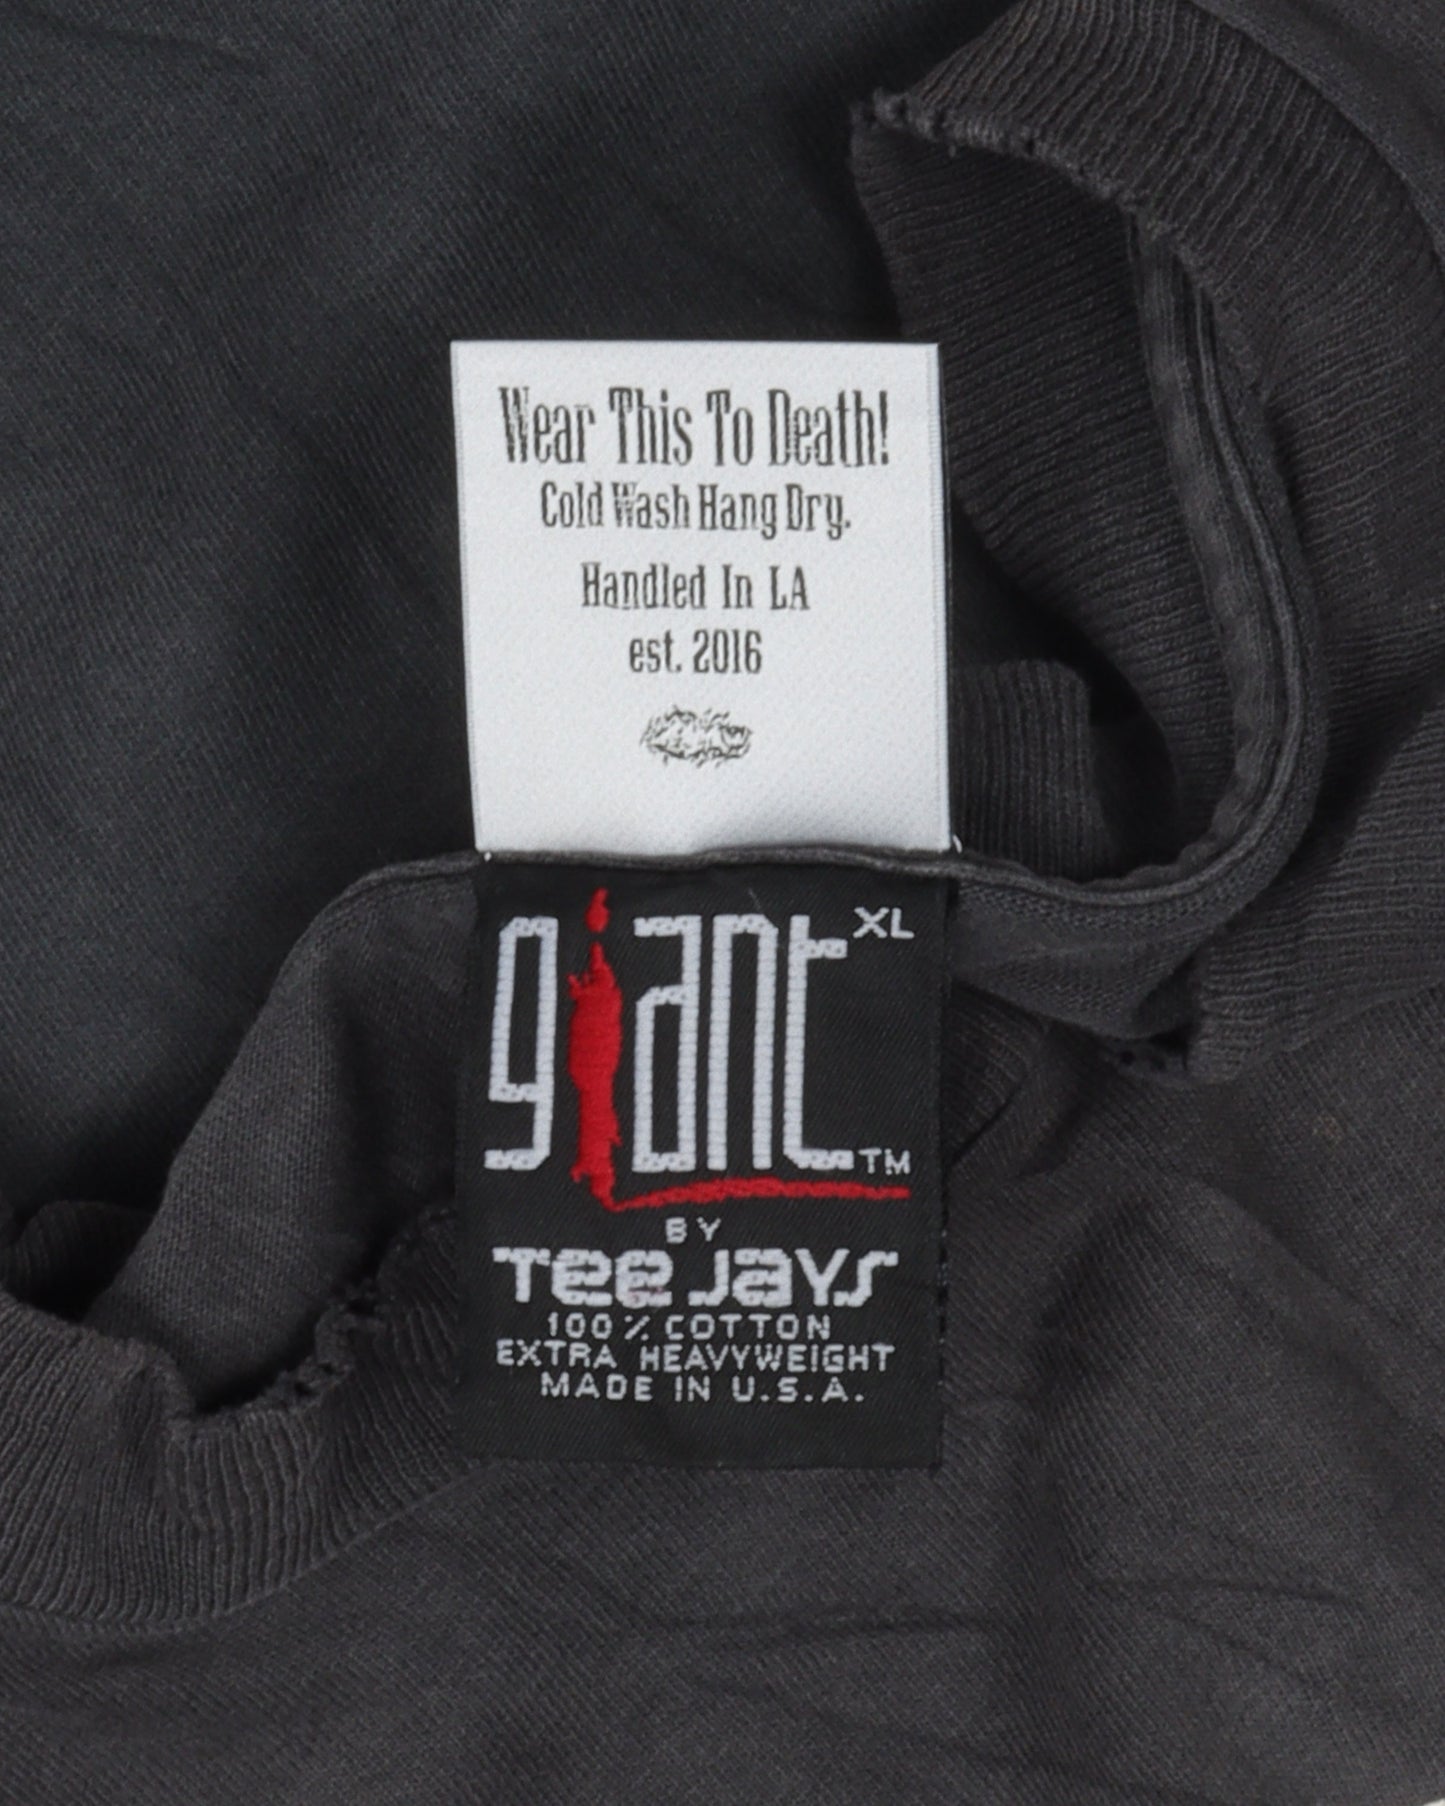 Wear This To Death!
Cold Wash Hang Dry.
Handled In LA
est. 2016
giant XL
TM
BY
TEE JAYS
100% COTTON
EXTRA HEAVYWEIGHT
MADE IN U.S.A.